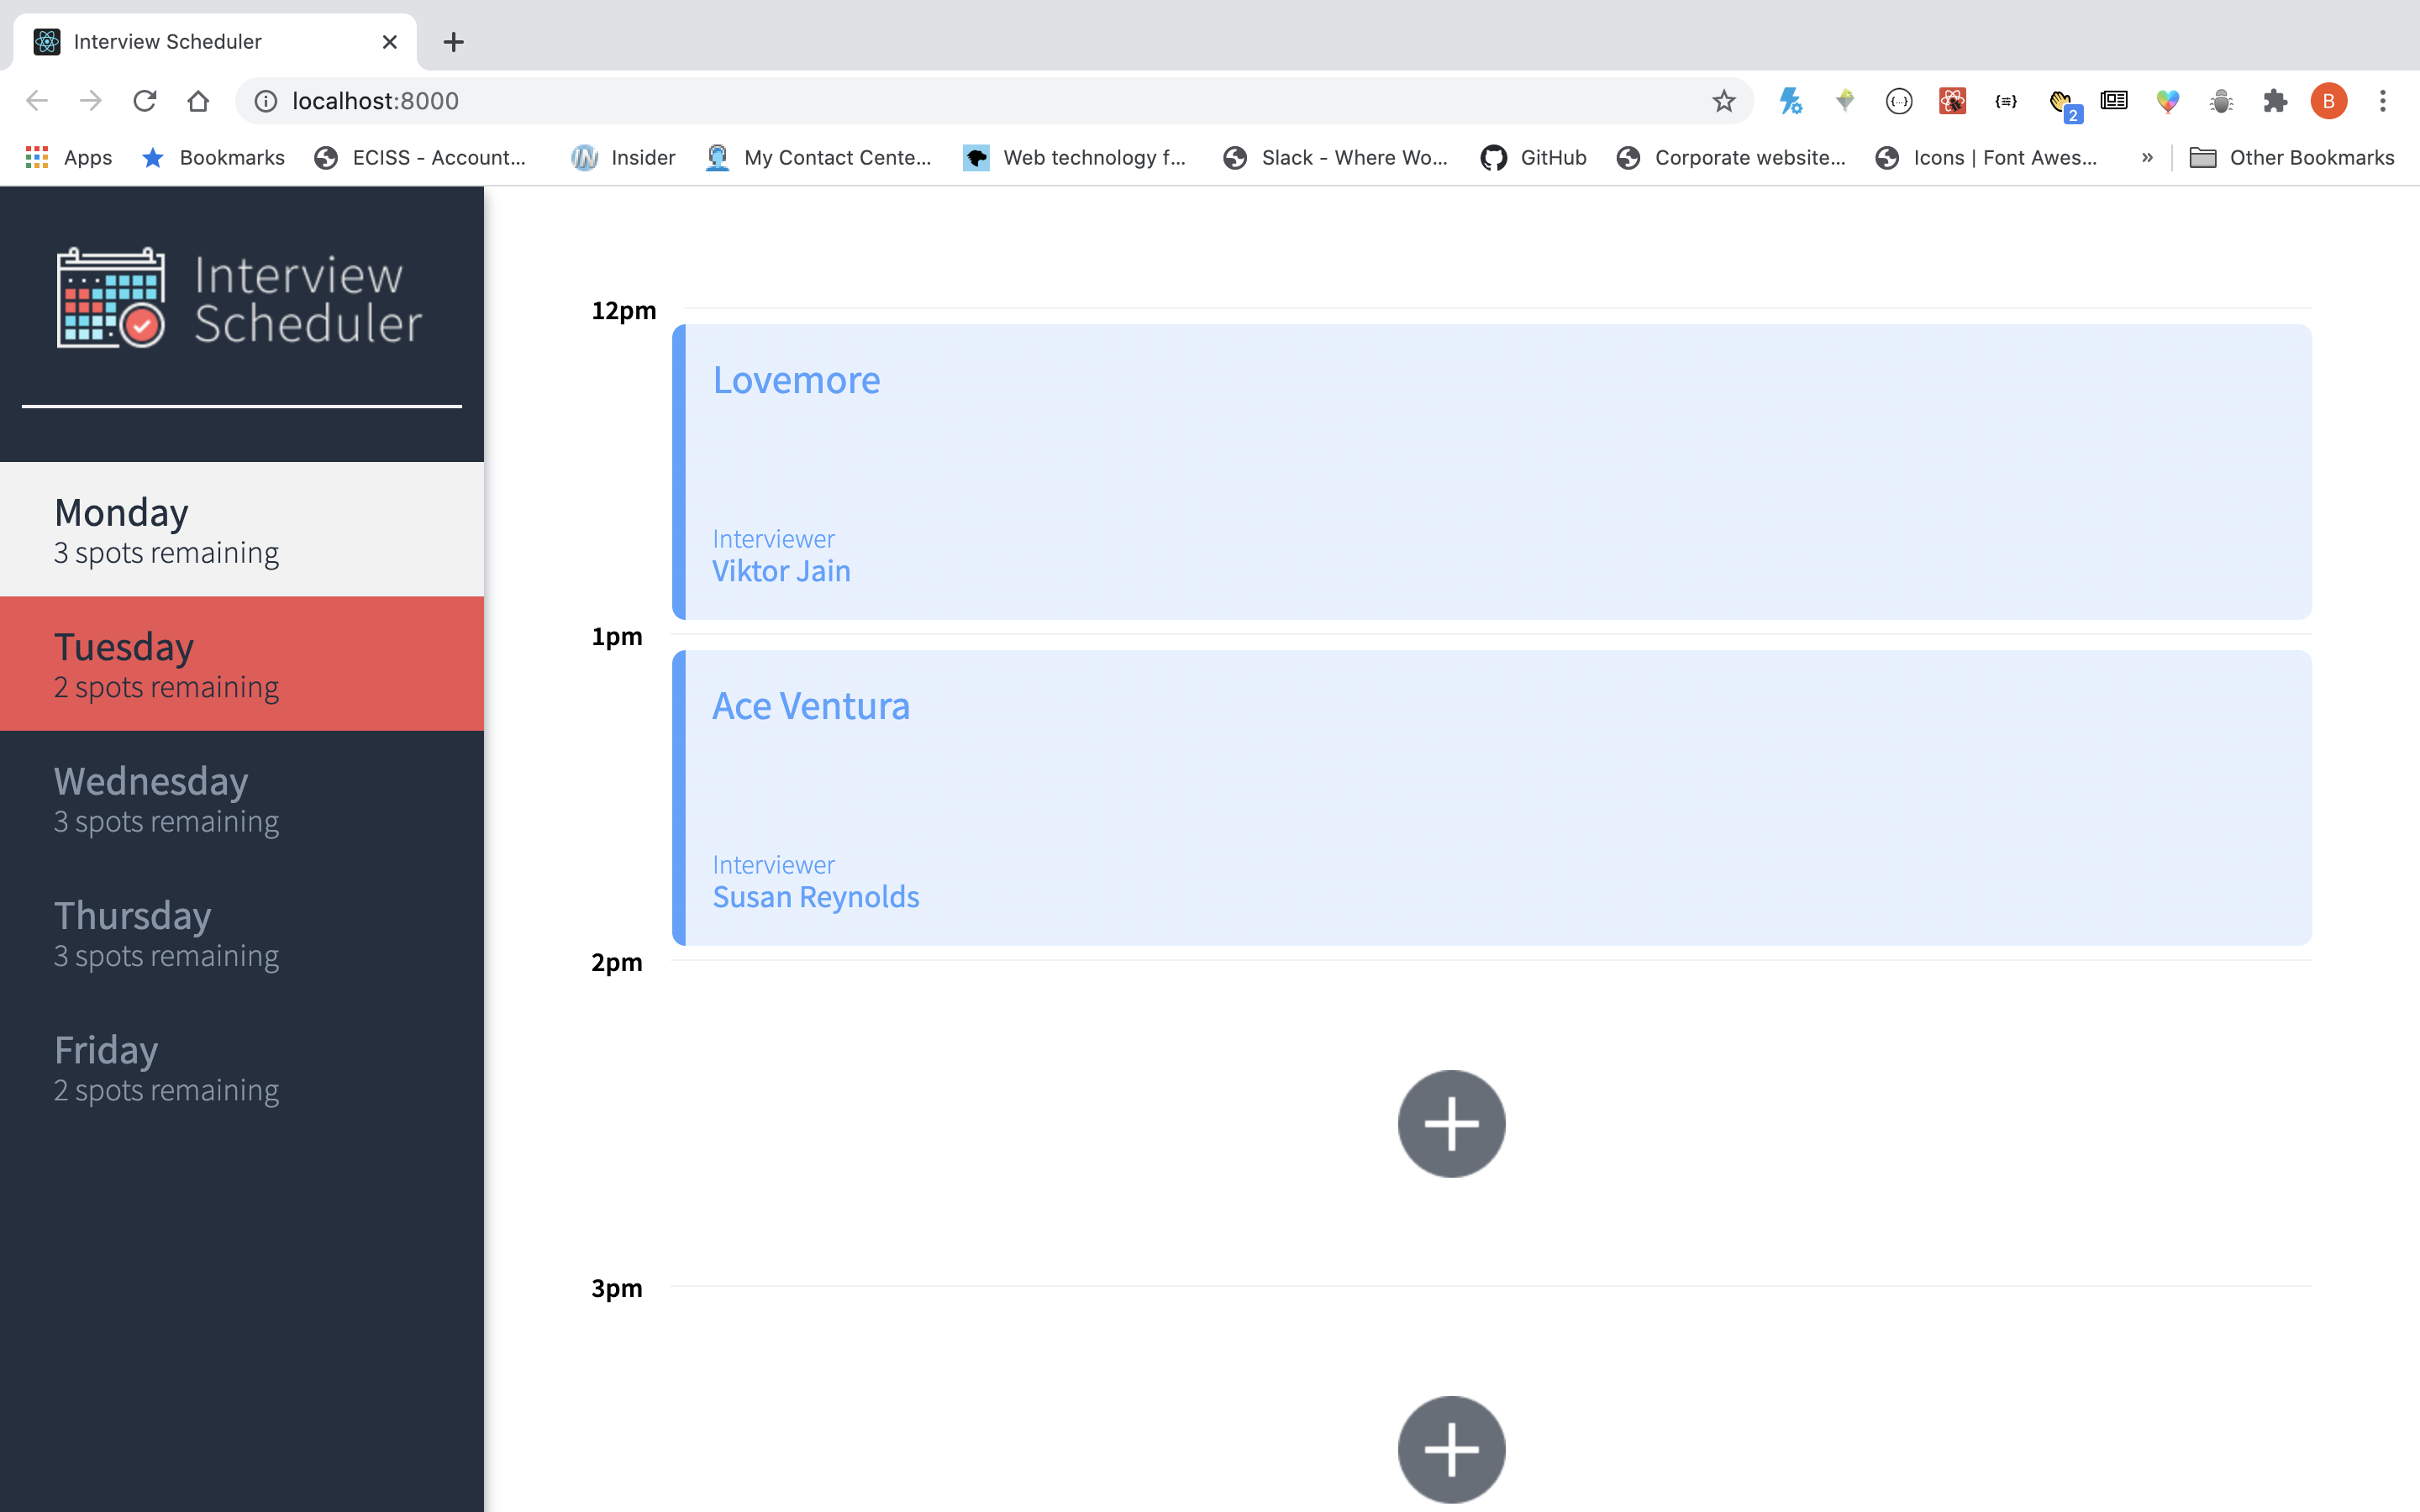 Interview Scheduler
localhost:8000
2
B
Apps
Bookmarks
ECISS - Account...
Insider
My Contact Cente...
Web technology f...
Slack - Where Wo...
GitHub
Corporate website...
Icons | Font Awes...
»
Other Bookmarks
Interview
Scheduler
Monday
3 spots remaining
Tuesday
2 spots remaining
Wednesday
3 spots remaining
Thursday
3 spots remaining
Friday
2 spots remaining
12pm
Lovemore
Interviewer
Viktor Jain
1pm
Ace Ventura
Interviewer
Susan Reynolds
2pm
3pm